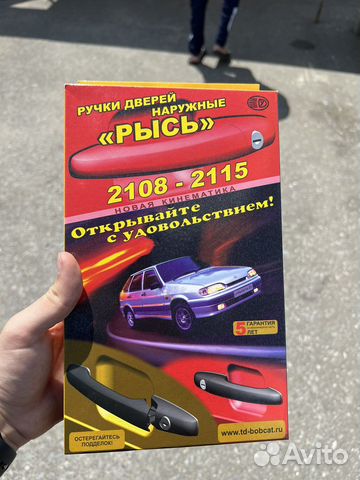 РУЧКИ ДВЕРЕЙ
НАРУЖНЫЕ
«РЫСЬ»
2108 - 2115
НОВАЯ КИНЕМАТИКА
Открывайте
с удовольствием!
5 ГАРАНТИЯ
ЛЕТ
ОСТЕРЕГАЙТЕСЬ
ПОДДЕЛОК!
www.td-bobcat.ru
Avito